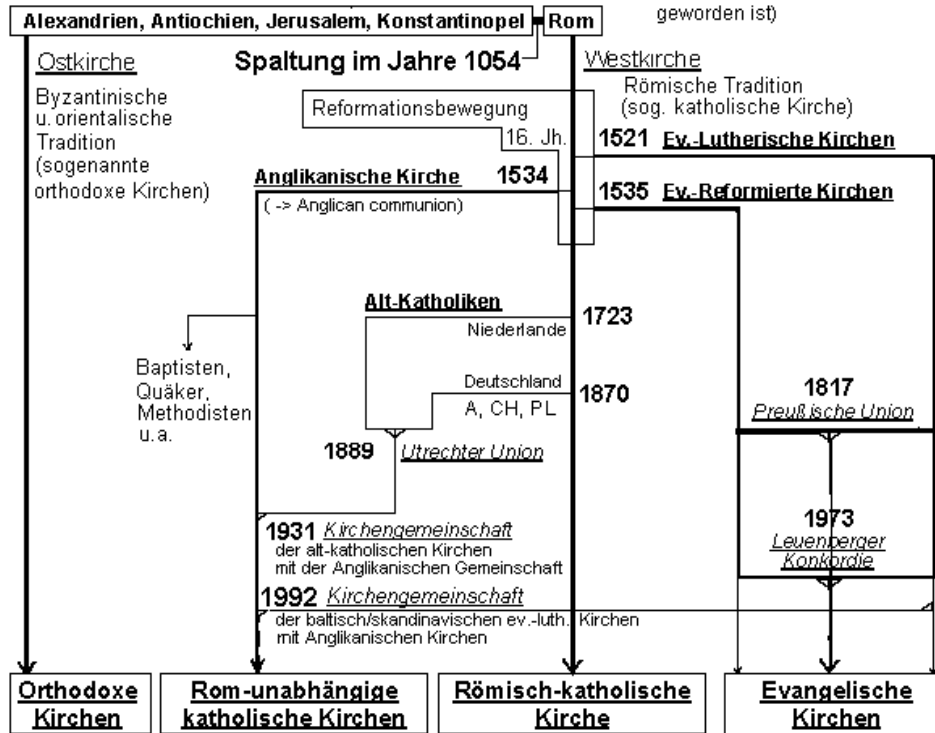 geworden ist)
Alexandrien, Antiochien, Jerusalem, Konstantinopel
Rom
Ostkirche
Spaltung im Jahre 1054
Westkirche
Byzantinische
u. orientalische
Tradition
(sogenannte
orthodoxe Kirchen)
Römische Tradition
(sog. katholische Kirche)
Reformationsbewegung
16. Jh.
1521 Ev.-Lutherische Kirchen
Anglikanische Kirche 1534
( -> Anglican communion)
1535 Ev.-Reformierte Kirchen
Alt-Katholiken
Niederlande
1723
Baptisten,
Quäker,
Methodisten
u.a.
Deutschland
A, CH, PL
1870
1817
Preußische Union
1889 Utrechter Union
1931 Kirchengemeinschaft
der alt-katholischen Kirchen
mit der Anglikanischen Gemeinschaft
1973
Leuenberger
Konkordie
1992 Kirchengemeinschaft
der baltisch/skandinavischen ev.-luth. Kirchen
mit Anglikanischen Kirchen
Orthodoxe
Kirchen
Rom-unabhängige
katholische Kirchen
Römisch-katholische
Kirche
Evangelische
Kirchen